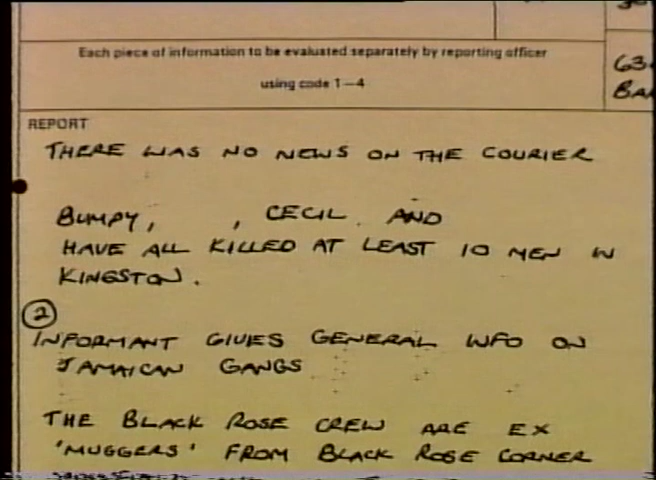 Each piece of information to be evaluated separately by reporting officer
using code 1-4
63
BAR
REPORT
THERE WAS NO NEWS ON THE COURIER
BUMPY, , CECIL AND
HAVE ALL KILLED AT LEAST 10 MEN IN
KINGSTON.
2
INFORMANT GIVES GENERAL INFO ON
JAMAICAN GANGS
THE BLACK ROSE CREW ARE EX
'MUGGERS' FROM BLACK ROSE CORNER